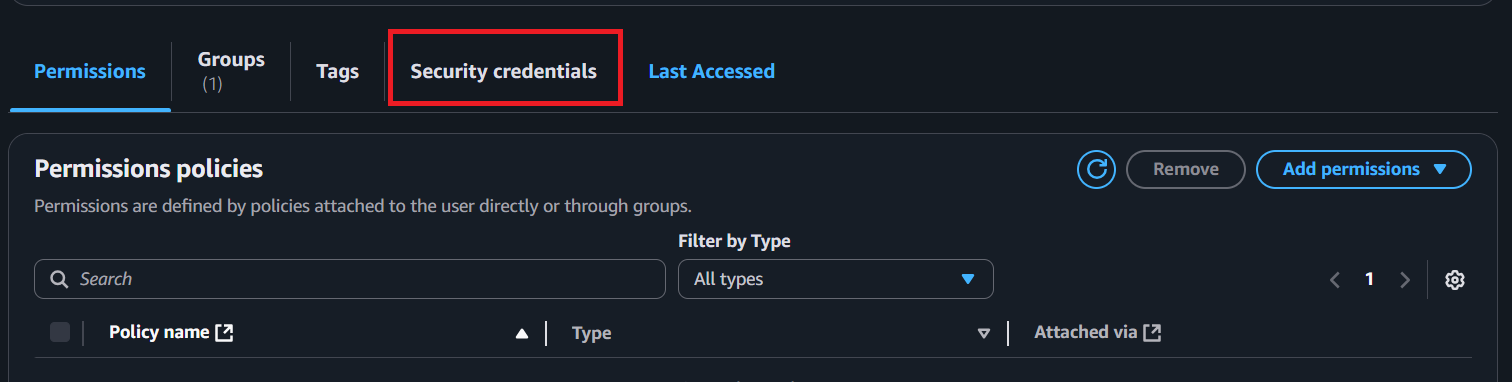 Permissions
Groups
(1)
Tags
Security credentials
Last Accessed
Permissions policies
Remove
Add permissions
Permissions are defined by policies attached to the user directly or through groups.
Filter by Type
Search
All types
1
Policy name
Type
Attached via